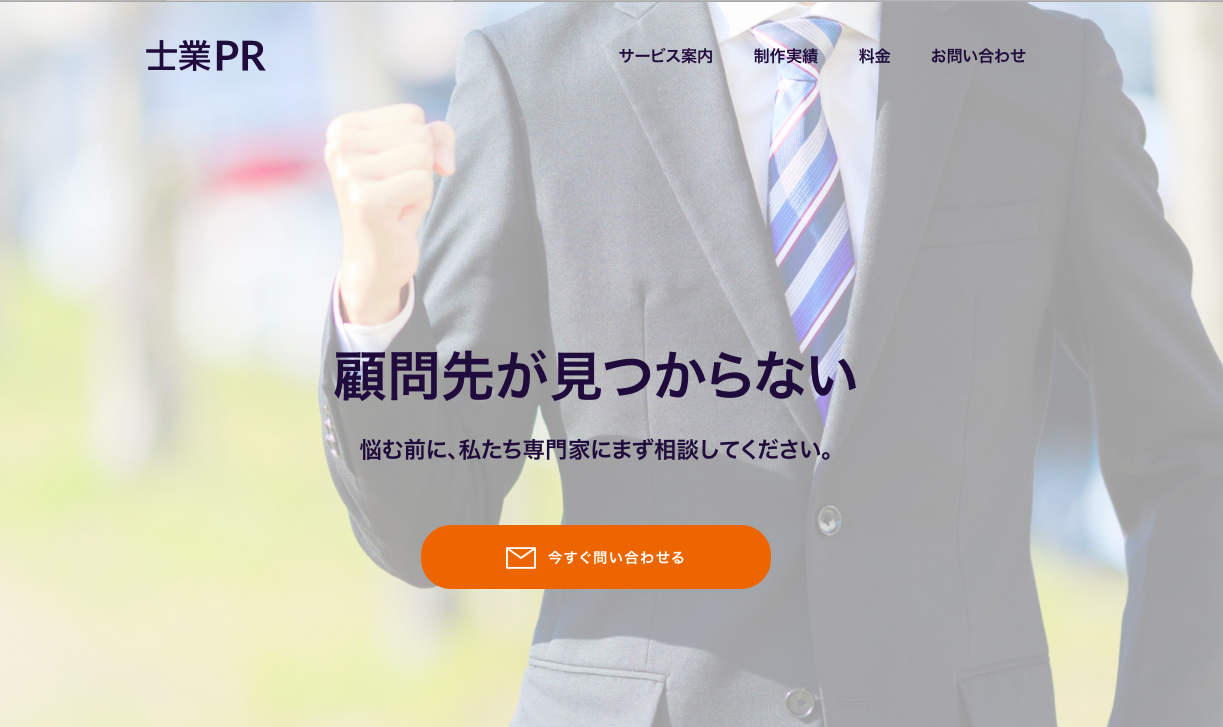 士業PR
サービス案内
制作実績
料金
お問い合わせ
顧問先が見つからない
悩む前に、私たち専門家にまず相談してください。
今すぐ問い合わせる